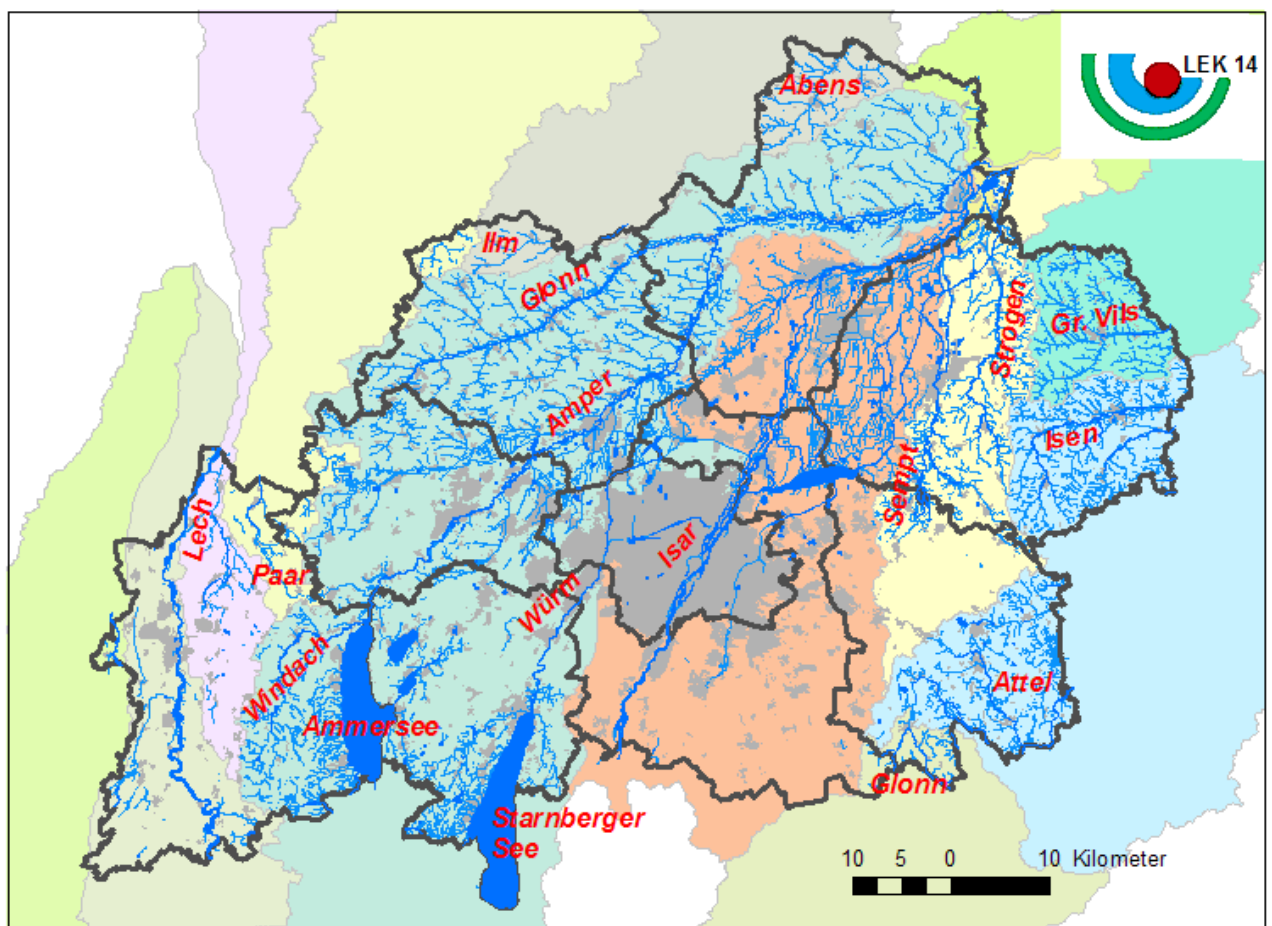 LEK 14
Abens
Ilm
Glonn
Strogen
Gr. Vils
Amper
Isen
Sempt
Lech
Isar
Paar
Würm
Windach
Attel
Ammersee
Glonn
Starnberger
See
10 5 0 10 Kilometer